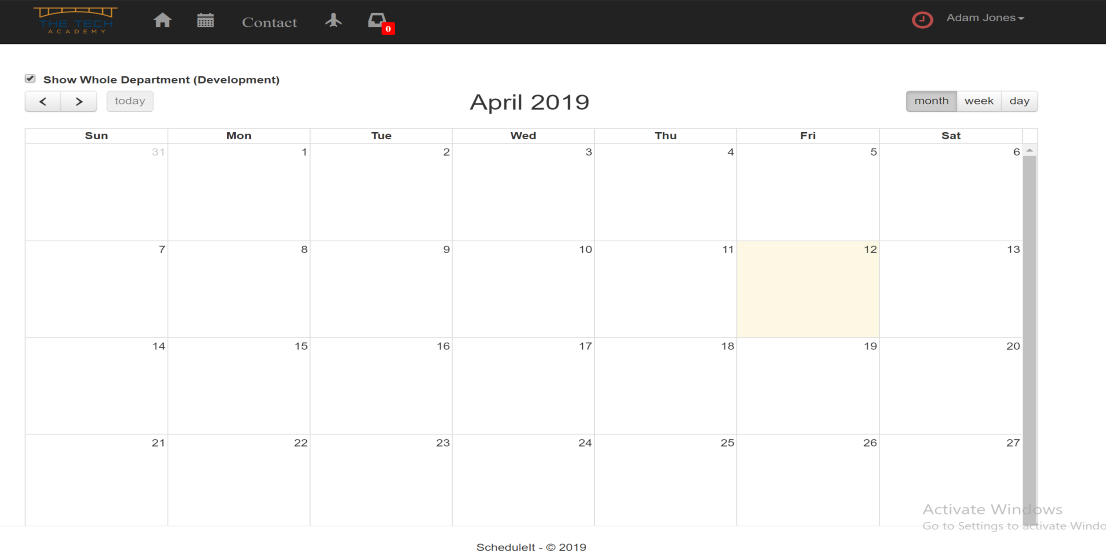 THE TECH
ACADEMY
Contact
0
Adam Jones
Show Whole Department (Development)
today
April 2019
month week day
Sun Mon Tue Wed Thu Fri Sat
31 1 2 3 4 5 6
7 8 9 10 11 12 13
14 15 16 17 18 19 20
21 22 23 24 25 26 27
Activate Windows
Go to Settings to activate Windo
ScheduleIt - © 2019